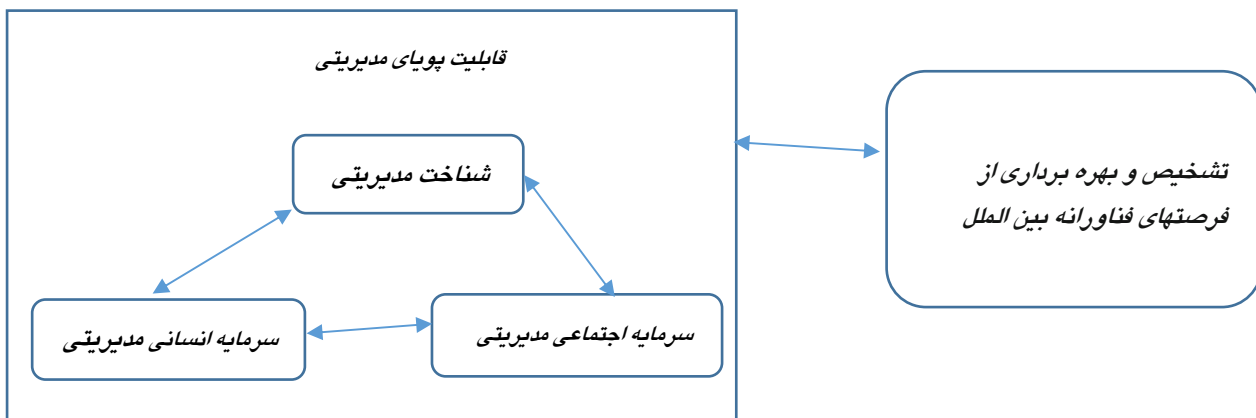 قابلیت پویای مدیریتی
شناخت مدیریتی
سرمایه اجتماعی مدیریتی
سرمایه انسانی مدیریتی
تشخیص و بهره برداری از
فرصتهای فناورانه بین الملل